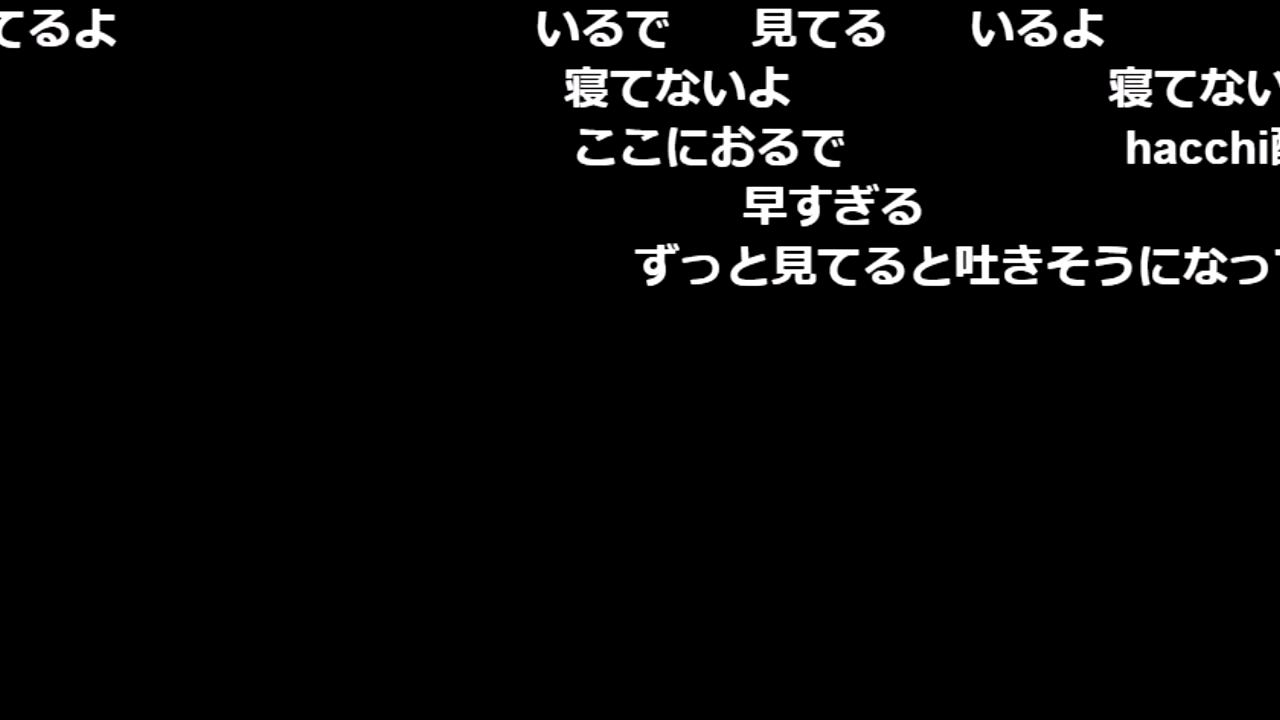 てるよ いるで 見てる いるよ
寝てないよ 寝てない
ここにおるで hacchi
早すぎる
ずっと見てると吐きそうになっ